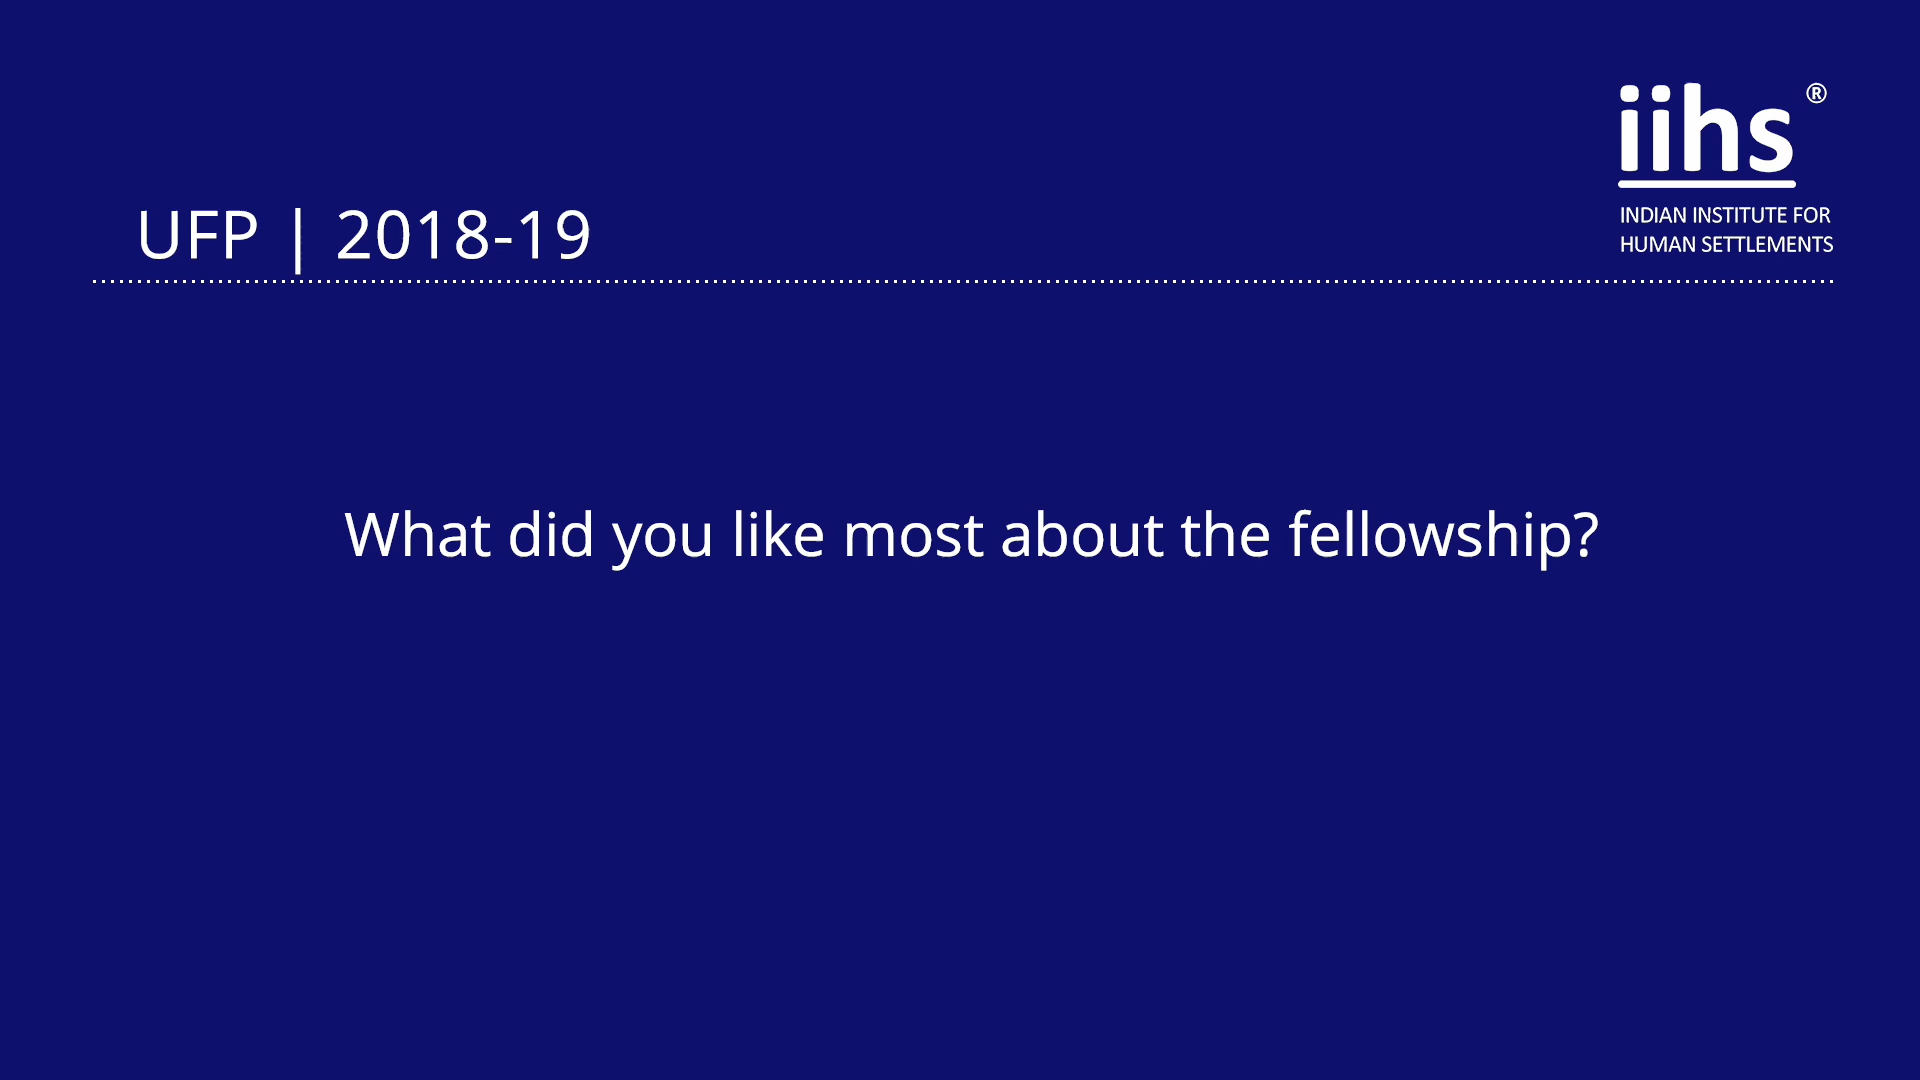 iihs ®
INDIAN INSTITUTE FOR
HUMAN SETTLEMENTS
UFP | 2018-19
What did you like most about the fellowship?